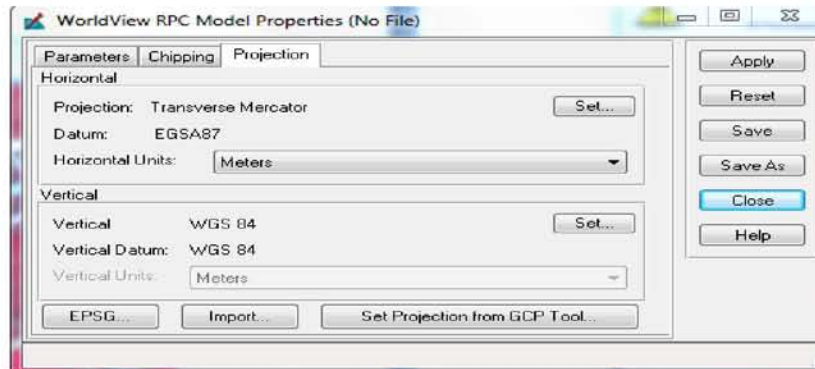 WorldView RPC Model Properties (No File)
Parameters Chipping Projection
Horizontal
Projection: Transverse Mercator Set...
Datum: EGSA87
Horizontal Units: Meters
Vertical
Vertical WGS 84 Set...
Vertical Datum: WGS 84
Vertical Units: Meters
EPSG... Import... Set Projection from GCP Tool...
Apply
Reset
Save
Save As
Close
Help